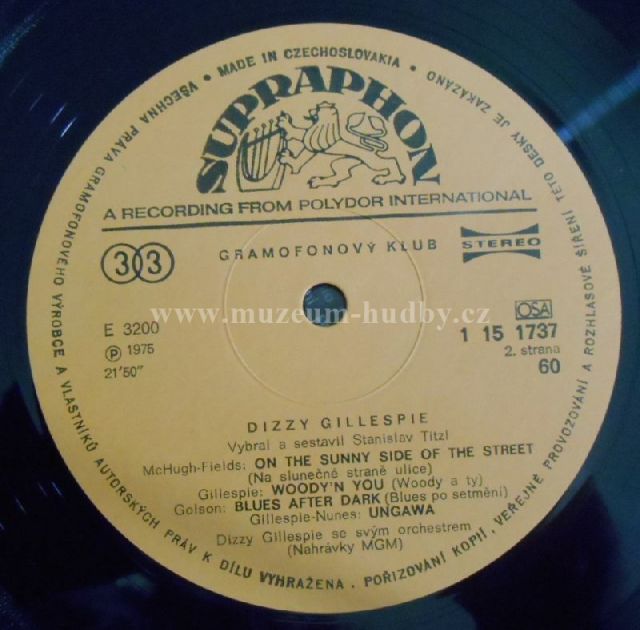 VŠECHNA PRÁVA GRAMOFONOVÉHO VÝROBCE A VLASTNÍKŮ AUTORSKÝCH PRÁV K DÍLU VYHRAŽENA. POŘIZOVÁNÍ KOPIÍ, VEŘEJNÉ PROVOZOVÁNÍ A ROZHLASOVÉ ŠÍŘENÍ TÉTO DESKY JE ZAKÁZÁNO • MADE IN CZECHOSLOVAKIA •
SUPRAPHON
A RECORDING FROM POLYDOR INTERNATIONAL
33
GRAMOFONOVÝ KLUB
STEREO
www.muzeum-hudby.cz
E 3200
Ⓟ 1975
21'50"
OSA
1 15 1737
2. strana
60
DIZZY GILLESPIE
Vybral a sestavil Stanislav Titzl
McHugh-Fields: ON THE SUNNY SIDE OF THE STREET
(Na slunečné straně ulice)
Gillespie: WOODY'N YOU (Woody a ty)
Golson: BLUES AFTER DARK (Blues po setmění)
Gillespie-Nunes: UNGAWA
Dizzy Gillespie se svým orchestrem
(Nahrávky MGM)